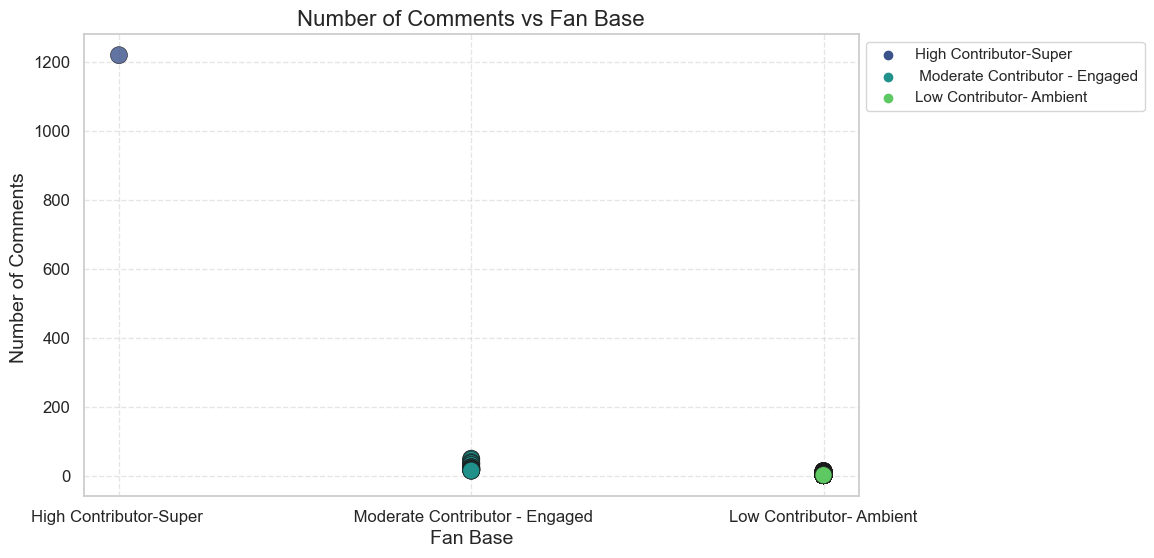 Number of Comments vs Fan Base
Number of Comments
1200
1000
800
600
400
200
0
High Contributor-Super
Moderate Contributor - Engaged
Low Contributor- Ambient
Fan Base
High Contributor-Super
Moderate Contributor - Engaged
Low Contributor- Ambient